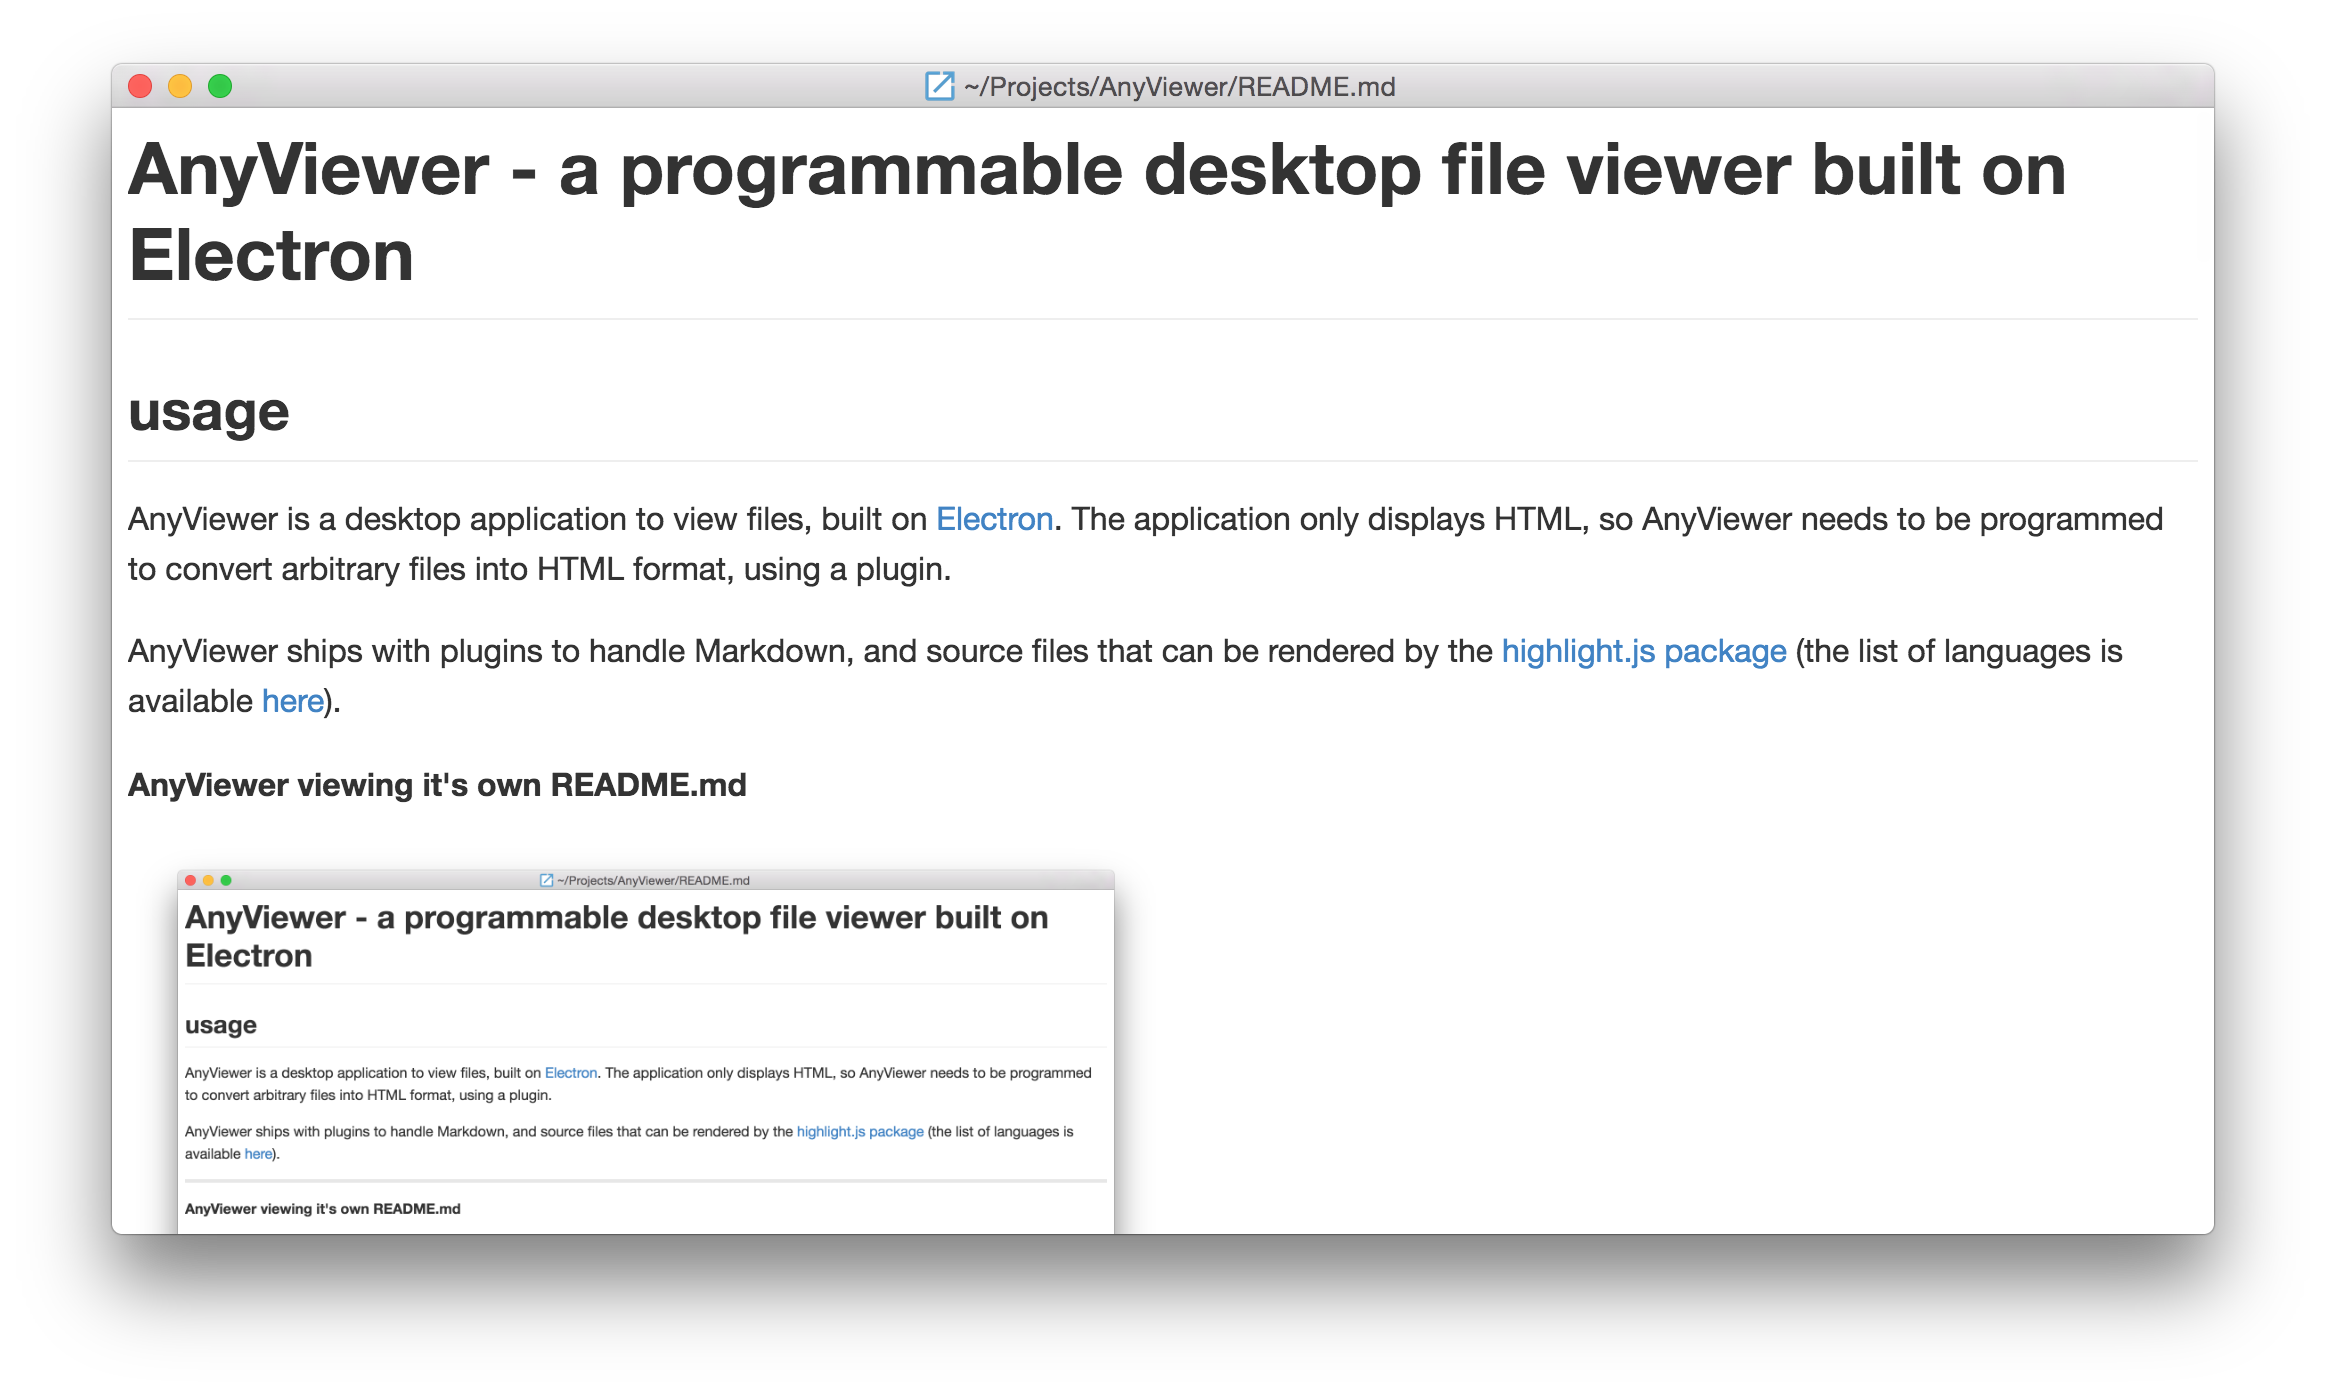 ~/Projects/AnyViewer/README.md
AnyViewer - a programmable desktop file viewer built on
Electron
usage
AnyViewer is a desktop application to view files, built on Electron. The application only displays HTML, so AnyViewer needs to be programmed
to convert arbitrary files into HTML format, using a plugin.
AnyViewer ships with plugins to handle Markdown, and source files that can be rendered by the highlight.js package (the list of languages is
available here).
AnyViewer viewing it's own README.md
~/Projects/AnyViewer/README.md
AnyViewer - a programmable desktop file viewer built on
Electron
usage
AnyViewer is a desktop application to view files, built on Electron. The application only displays HTML, so AnyViewer needs to be programmed
to convert arbitrary files into HTML format, using a plugin.
AnyViewer ships with plugins to handle Markdown, and source files that can be rendered by the highlight.js package (the list of languages is
available here).
AnyViewer viewing it's own README.md